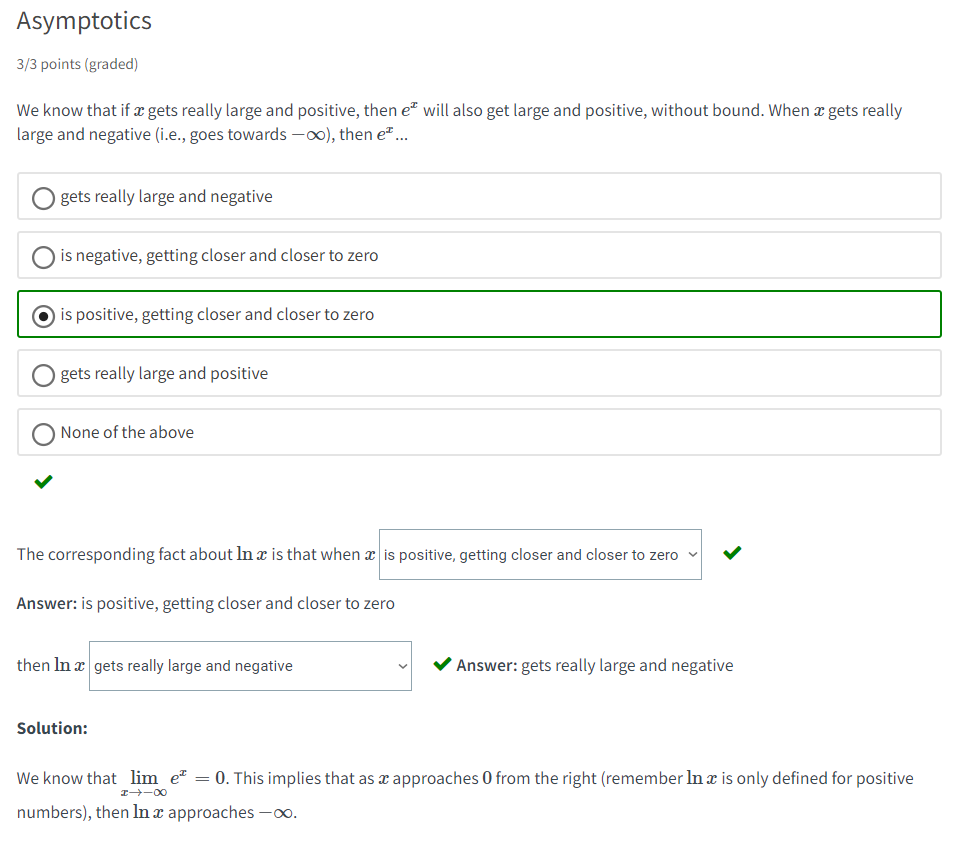 Asymptotics
3/3 points (graded)
We know that if x gets really large and positive, then eˣ will also get large and positive, without bound. When x gets really
large and negative (i.e., goes towards −∞), then eˣ...
gets really large and negative
is negative, getting closer and closer to zero
is positive, getting closer and closer to zero
gets really large and positive
None of the above
The corresponding fact about ln x is that when x is positive, getting closer and closer to zero
Answer: is positive, getting closer and closer to zero
then ln x gets really large and negative Answer: gets really large and negative
Solution:
We know that lim x→−∞ eˣ = 0. This implies that as x approaches 0 from the right (remember ln x is only defined for positive
numbers), then ln x approaches −∞.